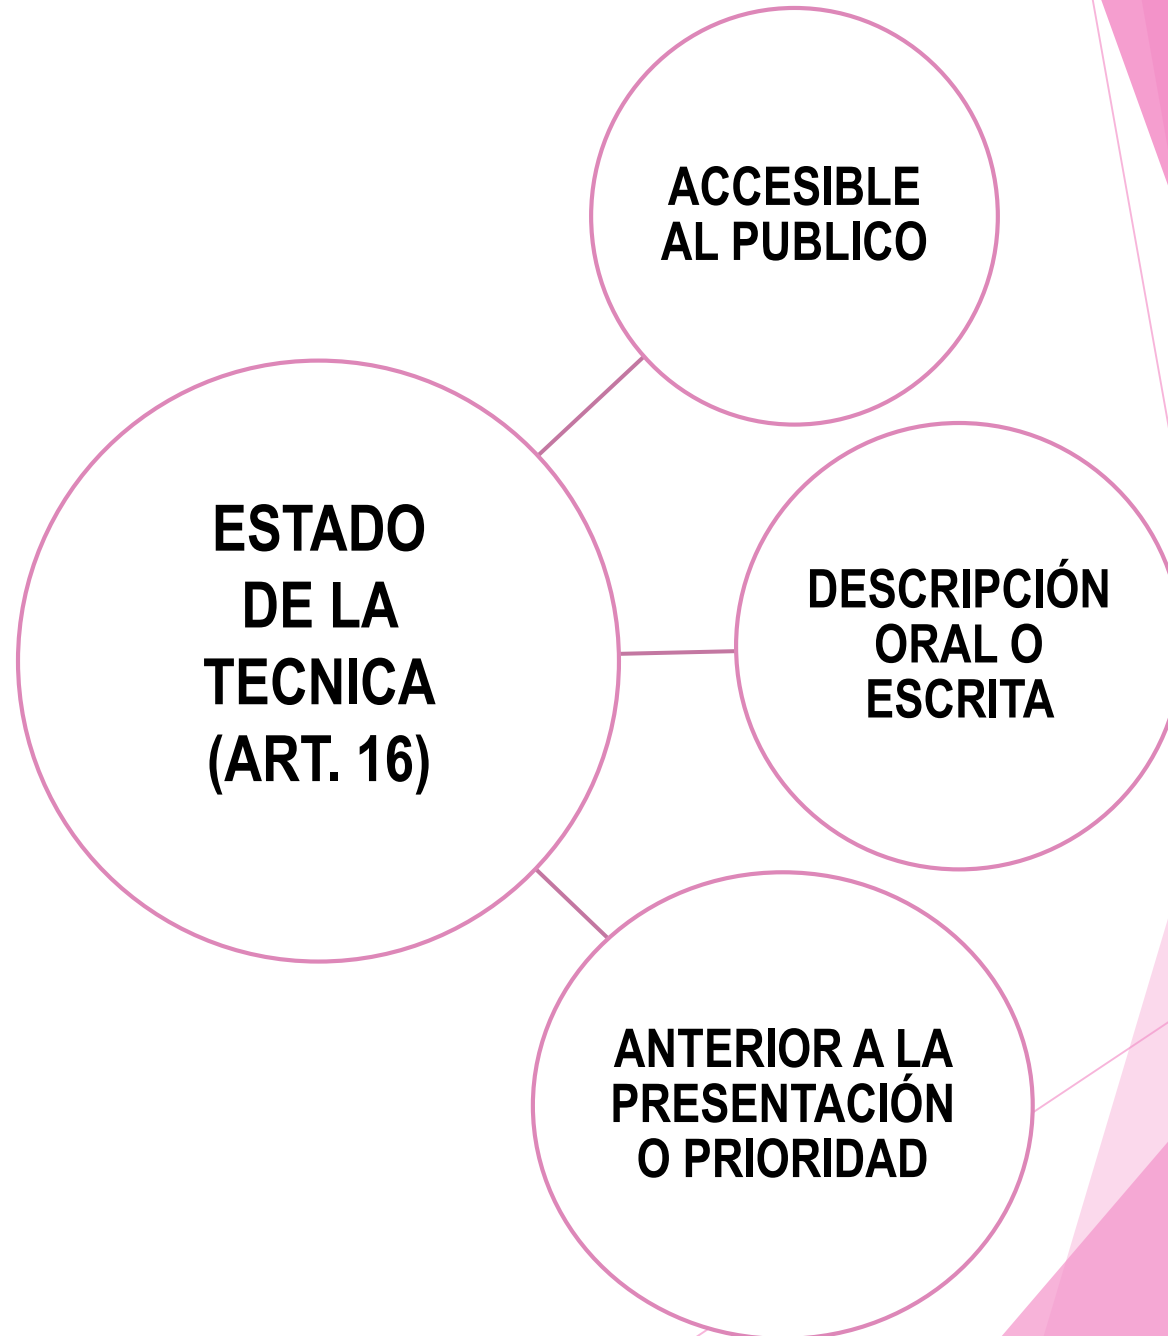 ESTADO
DE LA
TECNICA
(ART. 16)
ACCESIBLE
AL PUBLICO
DESCRIPCIÓN
ORAL O
ESCRITA
ANTERIOR A LA
PRESENTACIÓN
O PRIORIDAD